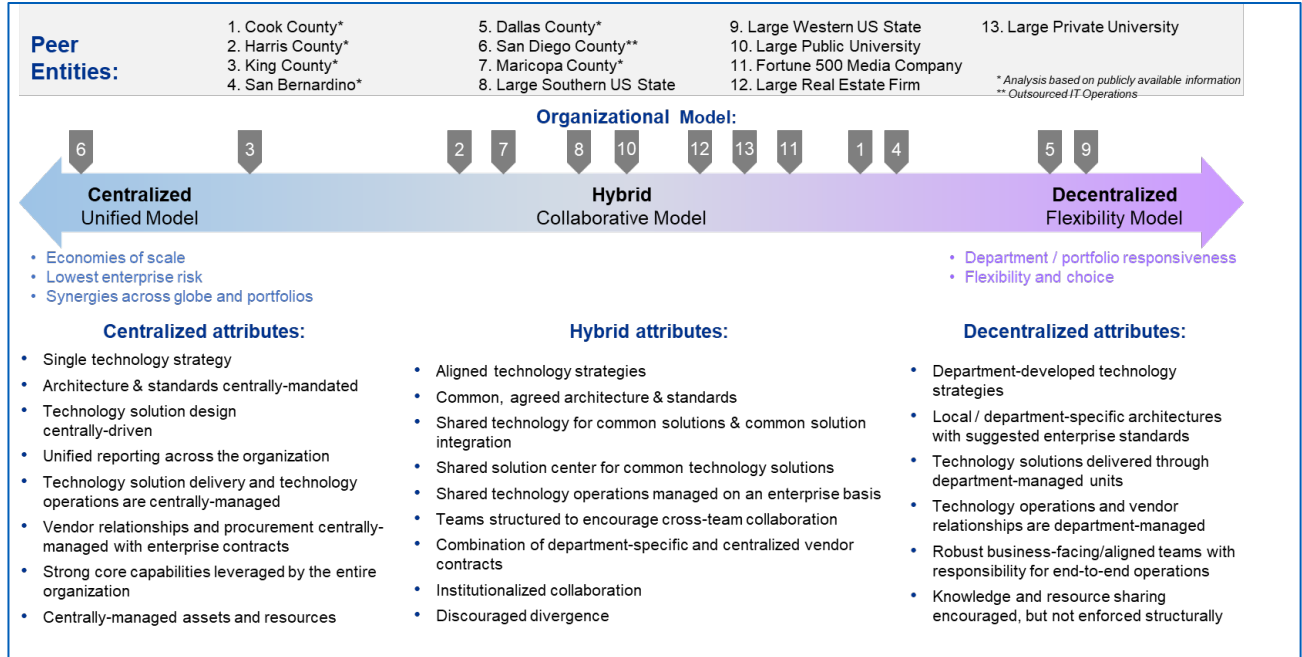 Peer
Entities:
1. Cook County*
2. Harris County*
3. King County*
4. San Bernardino*
5. Dallas County*
6. San Diego County**
7. Maricopa County*
8. Large Southern US State
9. Large Western US State
10. Large Public University
11. Fortune 500 Media Company
12. Large Real Estate Firm
13. Large Private University
* Analysis based on publicly available information
** Outsourced IT Operations
Organizational Model:
6 3 2 7 8 10 12 13 11 1 4 5 9
Centralized
Unified Model
Hybrid
Collaborative Model
Decentralized
Flexibility Model
• Economies of scale
• Lowest enterprise risk
• Synergies across globe and portfolios
• Department / portfolio responsiveness
• Flexibility and choice
Centralized attributes:
• Single technology strategy
• Architecture & standards centrally-mandated
• Technology solution design
centrally-driven
• Unified reporting across the organization
• Technology solution delivery and technology
operations are centrally-managed
• Vendor relationships and procurement centrally-
managed with enterprise contracts
• Strong core capabilities leveraged by the entire
organization
• Centrally-managed assets and resources
Hybrid attributes:
• Aligned technology strategies
• Common, agreed architecture & standards
• Shared technology for common solutions & common solution
integration
• Shared solution center for common technology solutions
• Shared technology operations managed on an enterprise basis
• Teams structured to encourage cross-team collaboration
• Combination of department-specific and centralized vendor
contracts
• Institutionalized collaboration
• Discouraged divergence
Decentralized attributes:
• Department-developed technology
strategies
• Local / department-specific architectures
with suggested enterprise standards
• Technology solutions delivered through
department-managed units
• Technology operations and vendor
relationships are department-managed
• Robust business-facing/aligned teams with
responsibility for end-to-end operations
• Knowledge and resource sharing
encouraged, but not enforced structurally